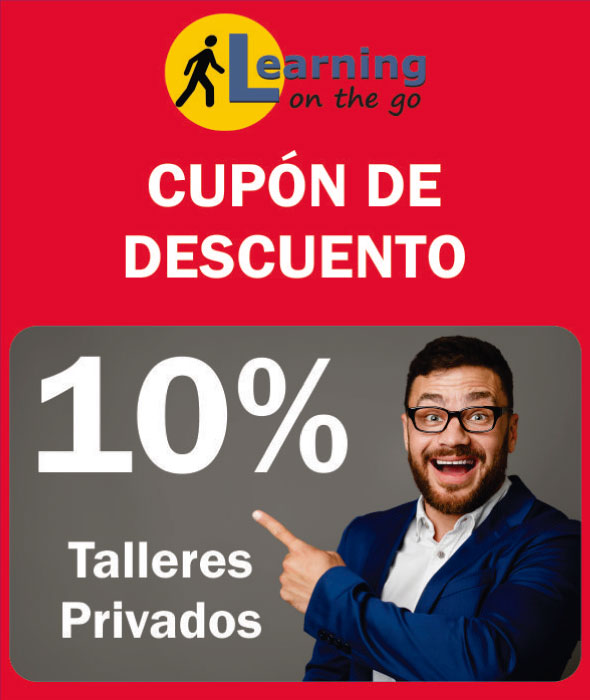 Learning
on the go
CUPÓN DE
DESCUENTO
10%
Talleres
Privados